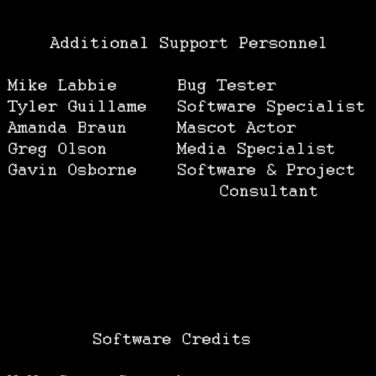 Additional Support Personnel
Mike Labbie Bug Tester
Tyler Guillame Software Specialist
Amanda Braun Mascot Actor
Greg Olson Media Specialist
Gavin Osborne Software & Project
Consultant
Software Credits